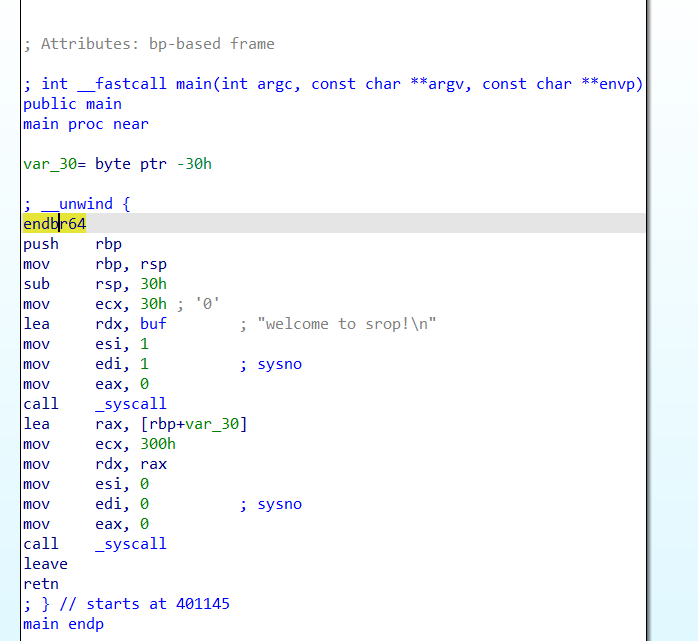 ; Attributes: bp-based frame
; int __fastcall main(int argc, const char **argv, const char **envp)
public main
main proc near
var_30= byte ptr -30h
; __unwind {
endbr64
push    rbp
mov     rbp, rsp
sub     rsp, 30h
mov     ecx, 30h ; '0'
lea     rdx, buf        ; "welcome to srop!\n"
mov     esi, 1
mov     edi, 1          ; sysno
mov     eax, 0
call    _syscall
lea     rax, [rbp+var_30]
mov     ecx, 300h
mov     rdx, rax
mov     esi, 0
mov     edi, 0          ; sysno
mov     eax, 0
call    _syscall
leave
retn
; } // starts at 401145
main endp